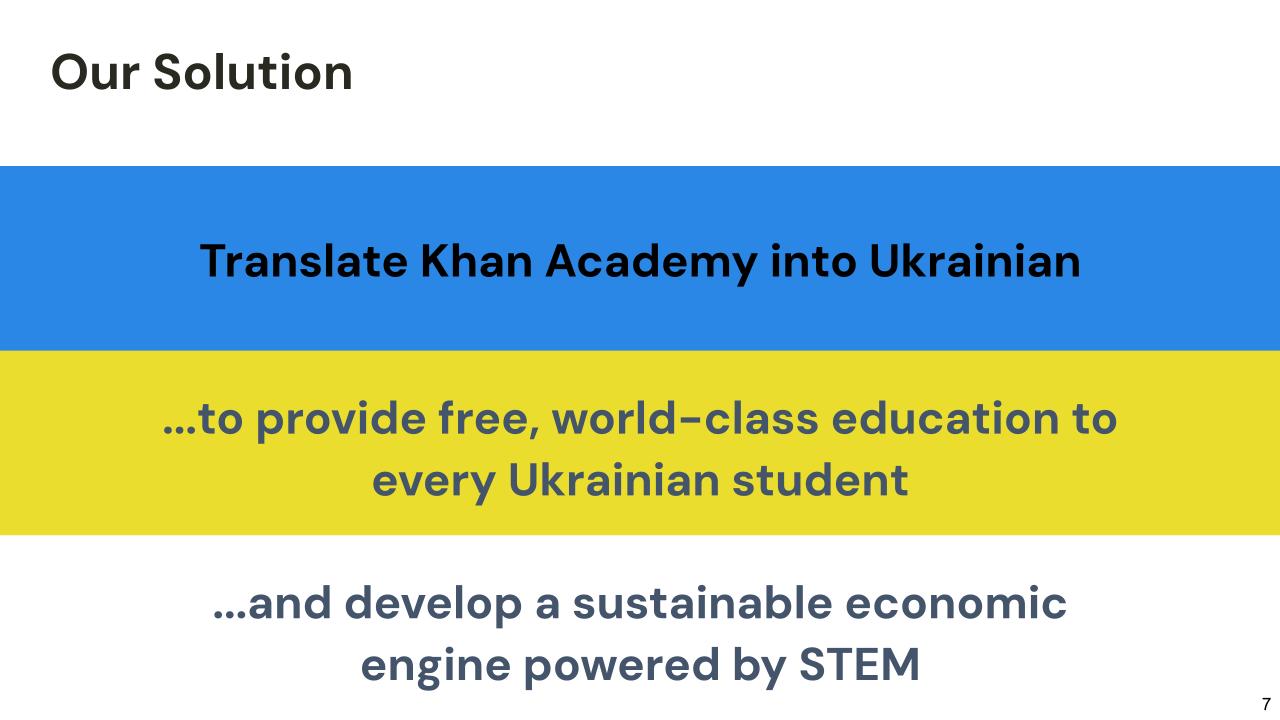 Our Solution
Translate Khan Academy into Ukrainian
...to provide free, world-class education to
every Ukrainian student
...and develop a sustainable economic
engine powered by STEM
7